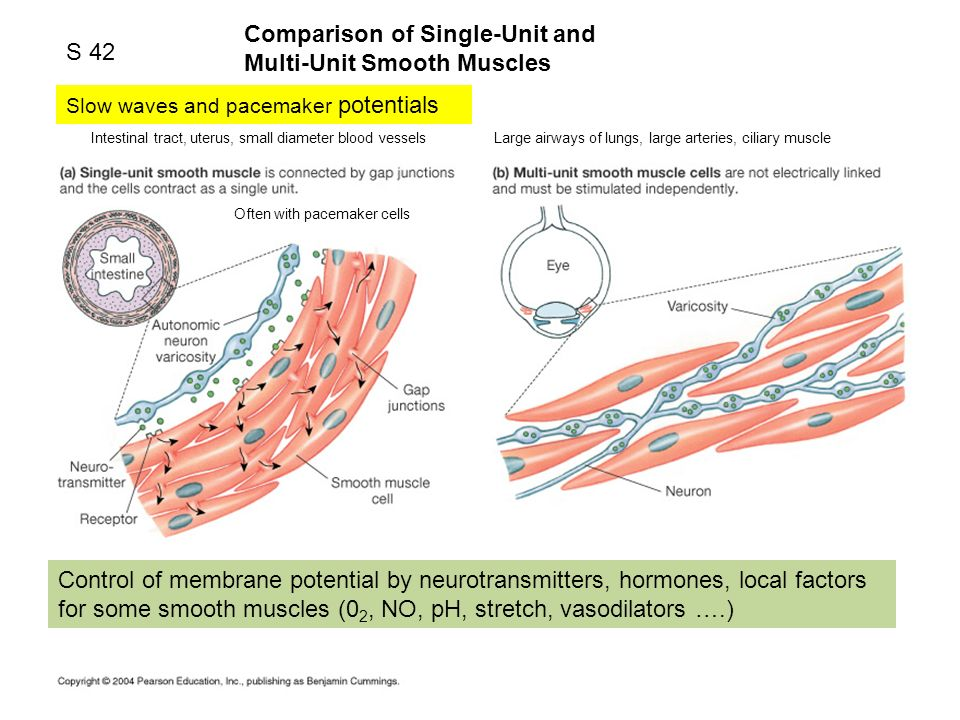 S 42
Comparison of Single-Unit and
Multi-Unit Smooth Muscles
Slow waves and pacemaker potentials
Intestinal tract, uterus, small diameter blood vessels
Large airways of lungs, large arteries, ciliary muscle
(a) Single-unit smooth muscle is connected by gap junctions
and the cells contract as a single unit.
Often with pacemaker cells
Small
intestine
Autonomic
neuron
varicosity
Gap
junctions
Neuro-
transmitter
Receptor
Smooth muscle
cell
(b) Multi-unit smooth muscle cells are not electrically linked
and must be stimulated independently.
Eye
Varicosity
Neuron
Control of membrane potential by neurotransmitters, hormones, local factors
for some smooth muscles (0₂, NO, pH, stretch, vasodilators ….)
Copyright © 2004 Pearson Education, Inc., publishing as Benjamin Cummings.